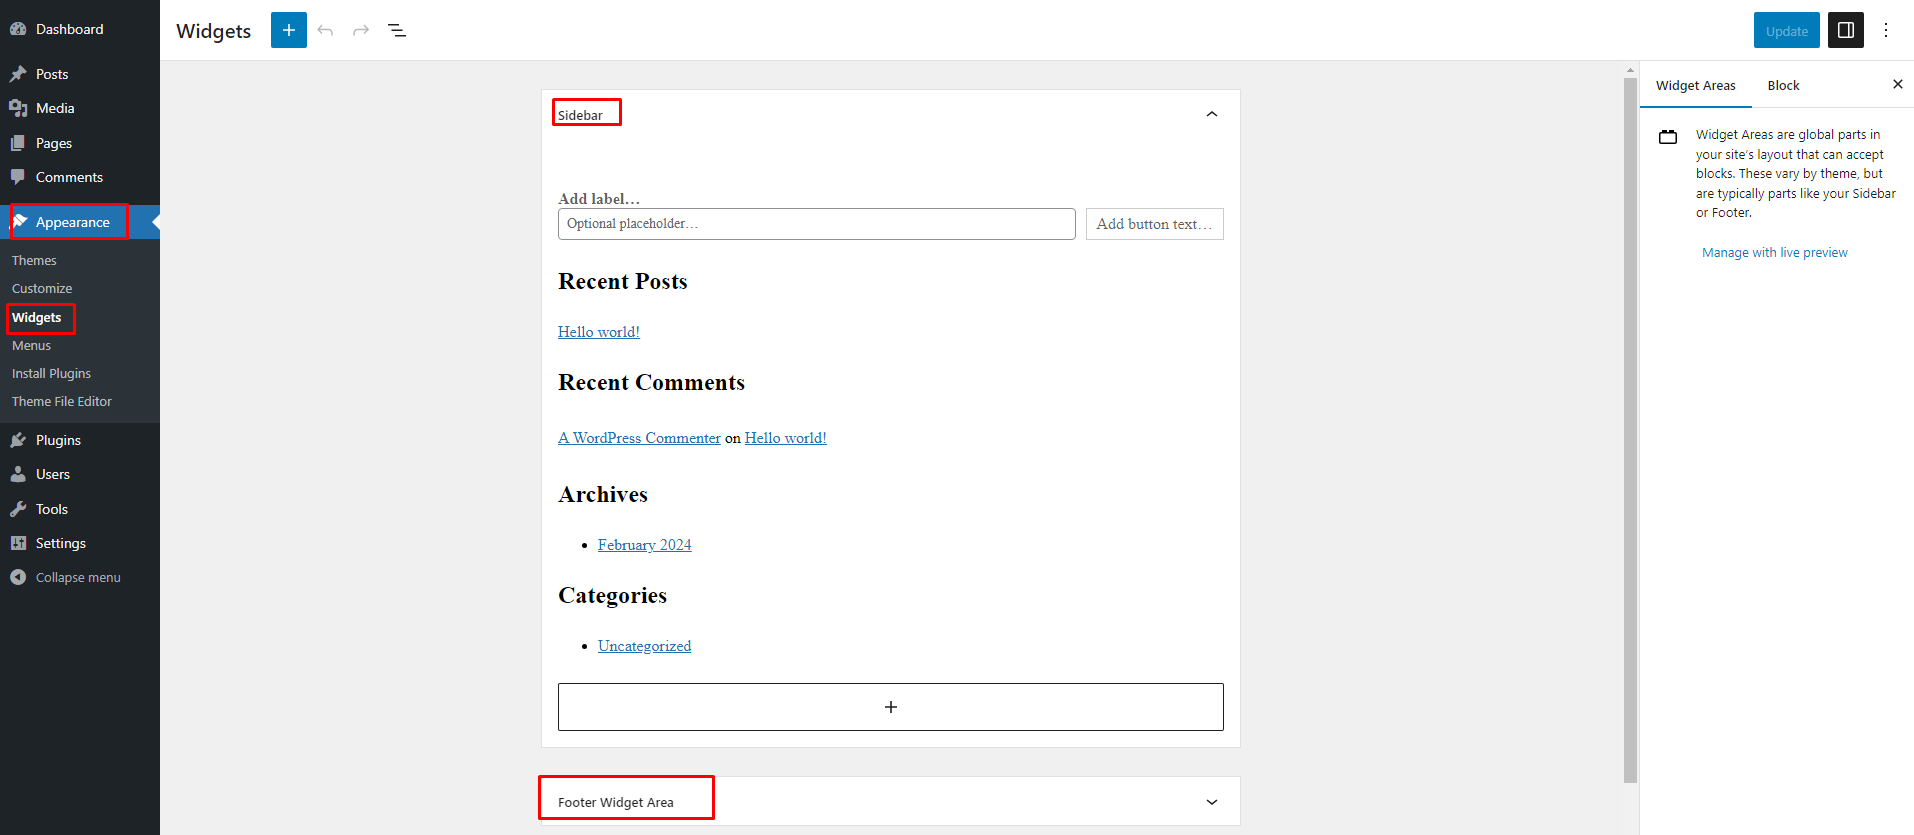 Dashboard
Posts
Media
Pages
Comments
Appearance
Themes
Customize
Widgets
Menus
Install Plugins
Theme File Editor
Plugins
Users
Tools
Settings
Collapse menu
Widgets
Update
Sidebar
Add label...
Optional placeholder...
Add button text...
Recent Posts
Hello world!
Recent Comments
A WordPress Commenter on Hello world!
Archives
February 2024
Categories
Uncategorized
Footer Widget Area
Widget Areas
Block
Widget Areas are global parts in
your site's layout that can accept
blocks. These vary by theme, but
are typically parts like your Sidebar
or Footer.
Manage with live preview